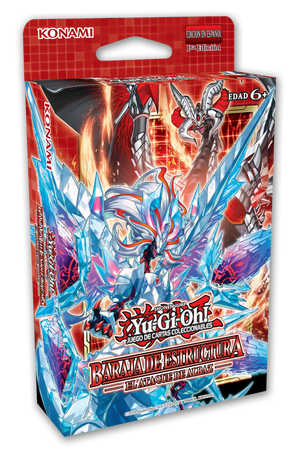 KONAMI
EDICIÓN EN ESPAÑOL
1ra Edición
EDAD 6+
KONAMI
Yu-Gi-Oh!
JUEGO DE CARTAS COLECCIONABLES
BARAJA DE ESTRUCTURA
EL ATAQUE DE ALBAZ